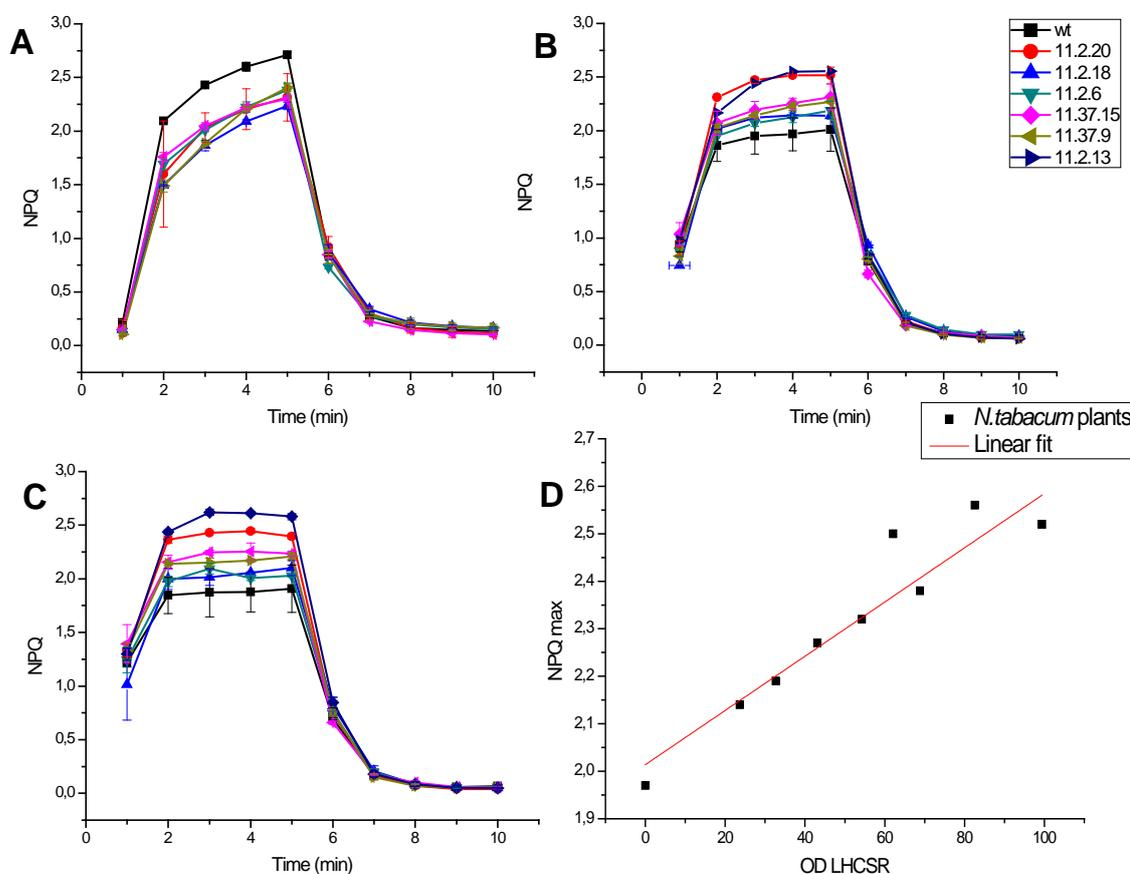 A
3,0
2,5
2,0
1,5
1,0
0,5
0,0
NPQ
0 2 4 6 8 10
Time (min)
B
3,0
2,5
2,0
1,5
1,0
0,5
0,0
NPQ
0 2 4 6 8 10
Time (min)
wt
11.2.20
11.2.18
11.2.6
11.37.15
11.37.9
11.2.13
C
3,0
2,5
2,0
1,5
1,0
0,5
0,0
NPQ
0 2 4 6 8 10
Time (min)
D
N.tabacum plants
Linear fit
2,7
2,6
2,5
2,4
2,3
2,2
2,1
2,0
1,9
NPQ max
0 20 40 60 80 100
OD LHCSR